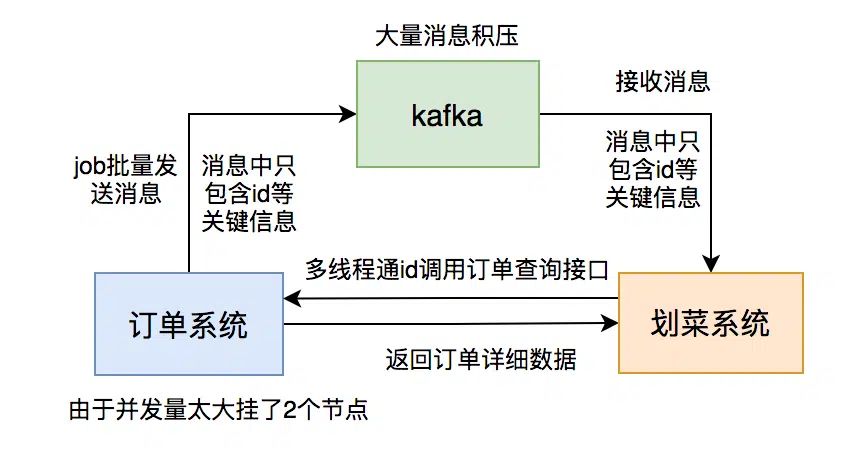 大量消息积压
kafka
接收消息
job批量发
送消息
消息中只
包含id等
关键信息
消息中只
包含id等
关键信息
多线程通id调用订单查询接口
订单系统
划菜系统
返回订单详细数据
由于并发量太大挂了2个节点